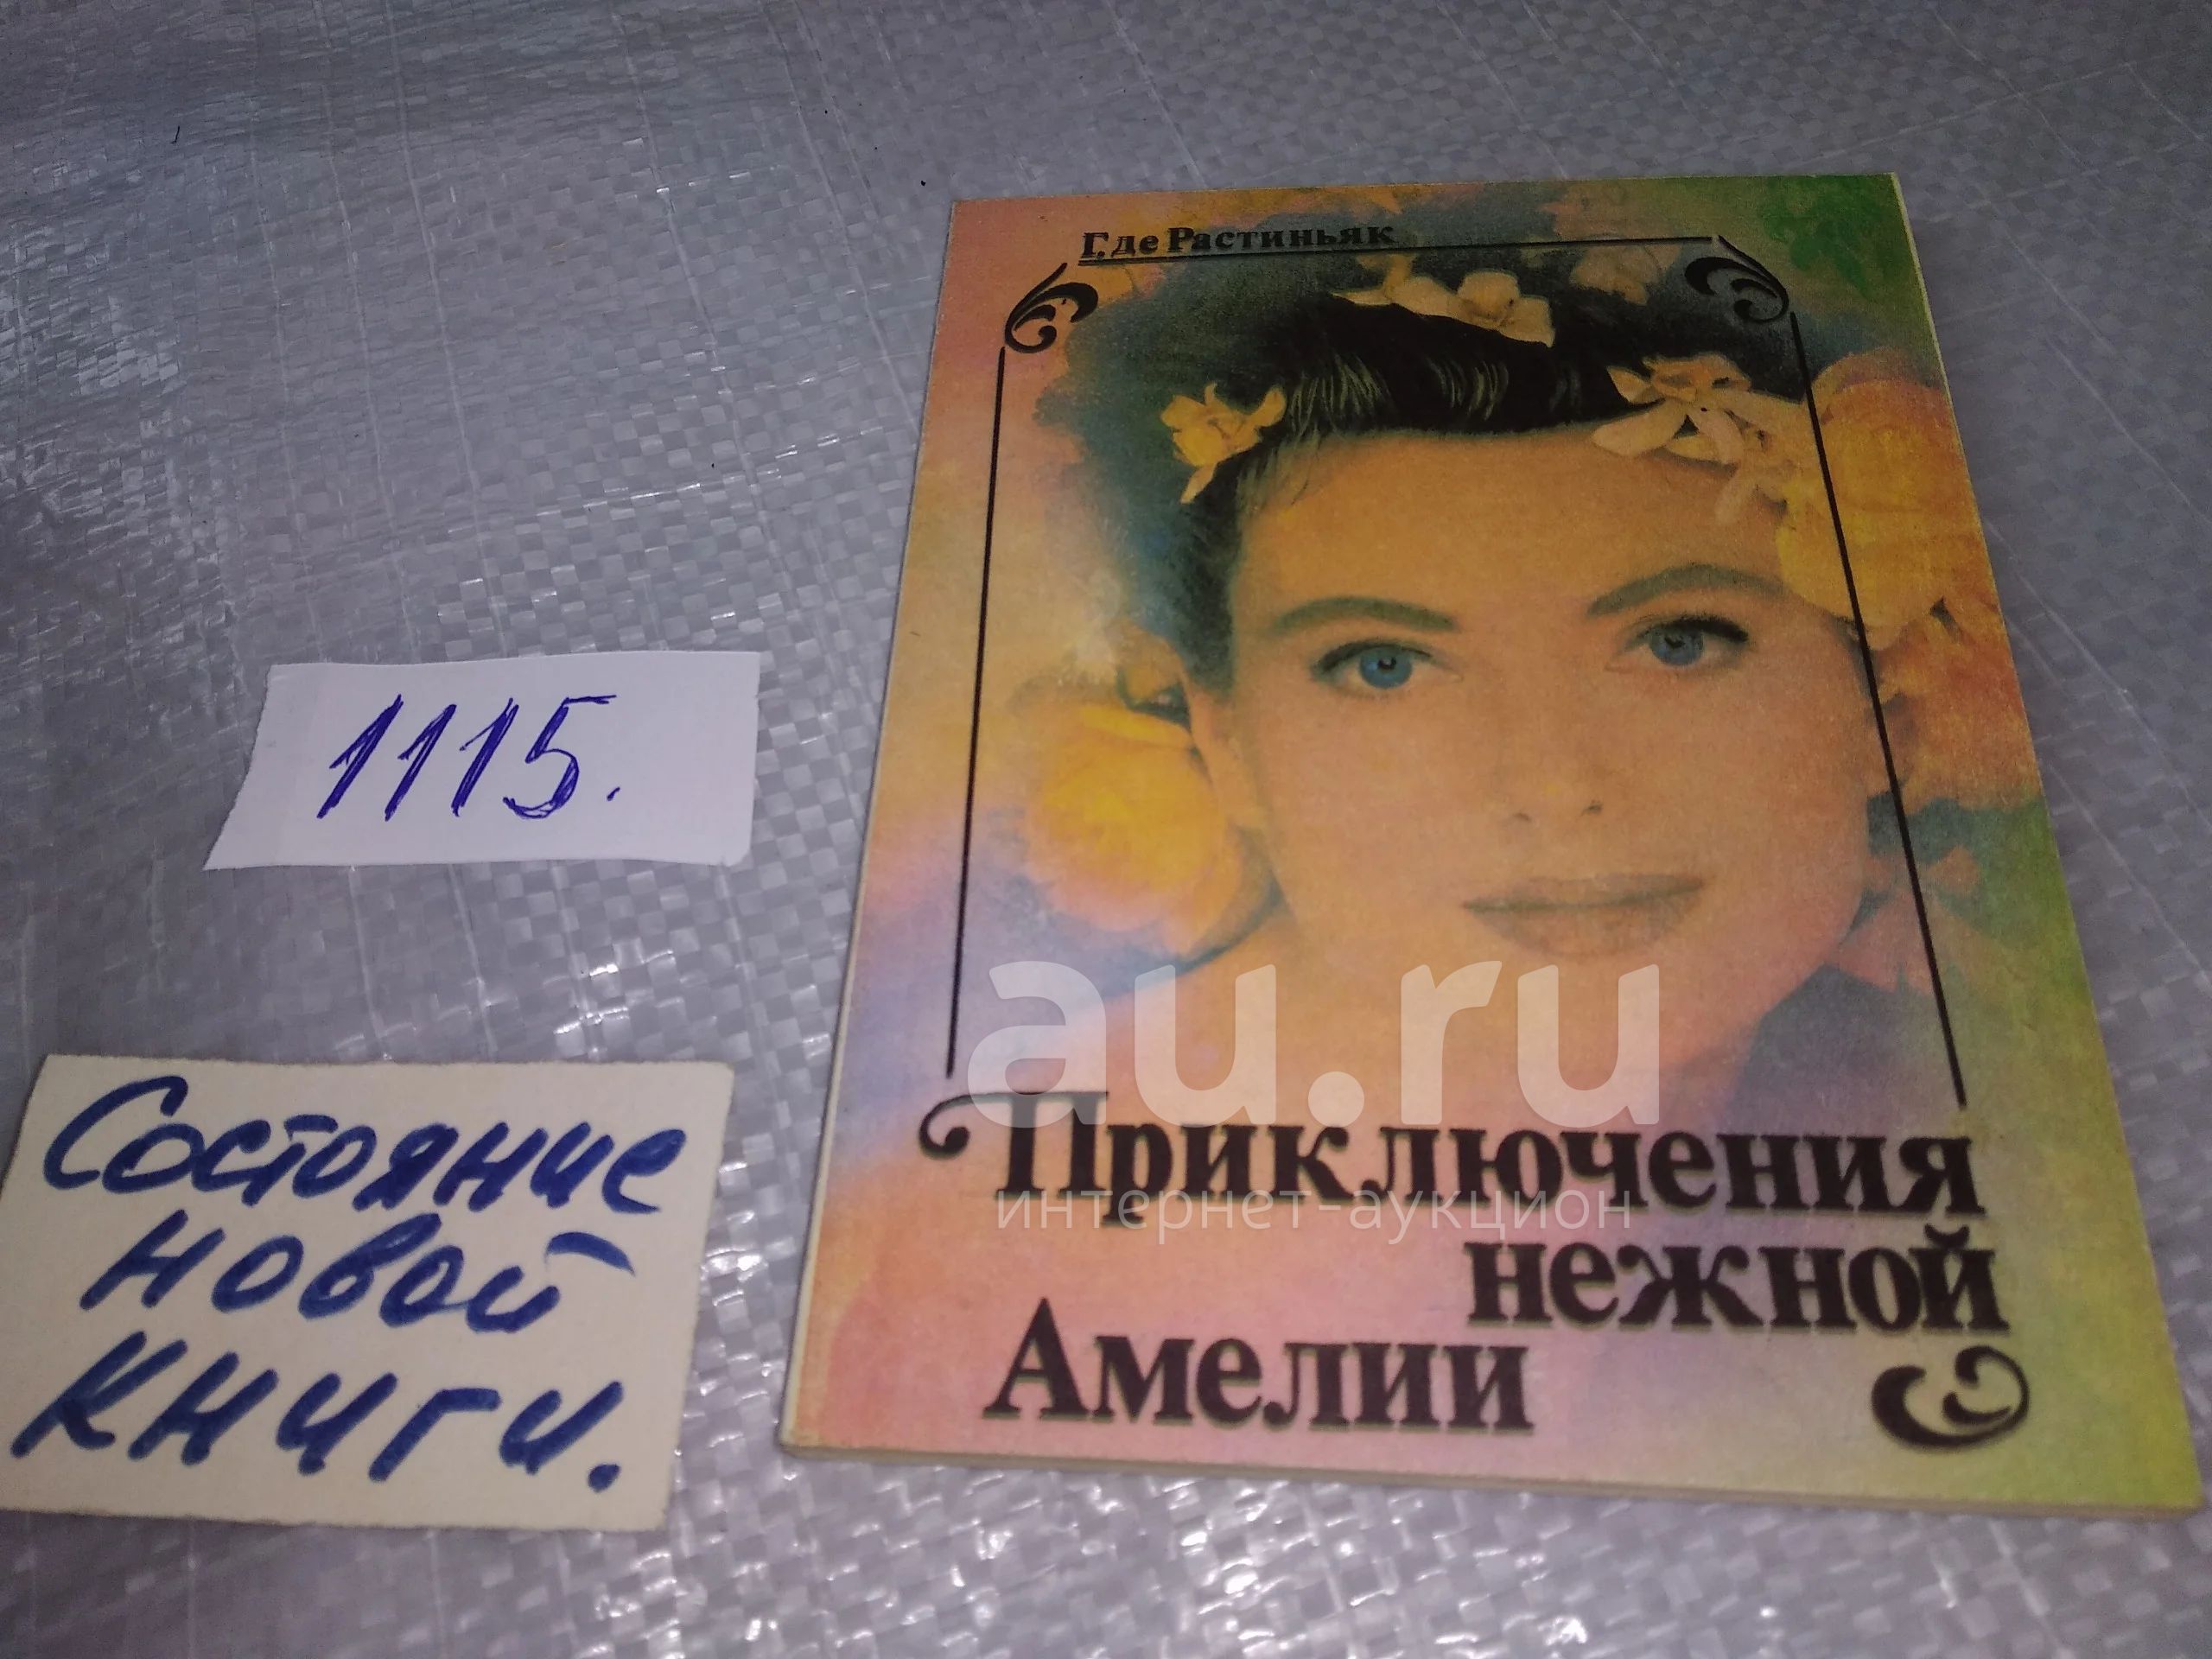 Г. де Растиньяк
1115.
au.ru
Приключения
интернет-аукцион
нежной
Амелии
Состояние
новой
книги.